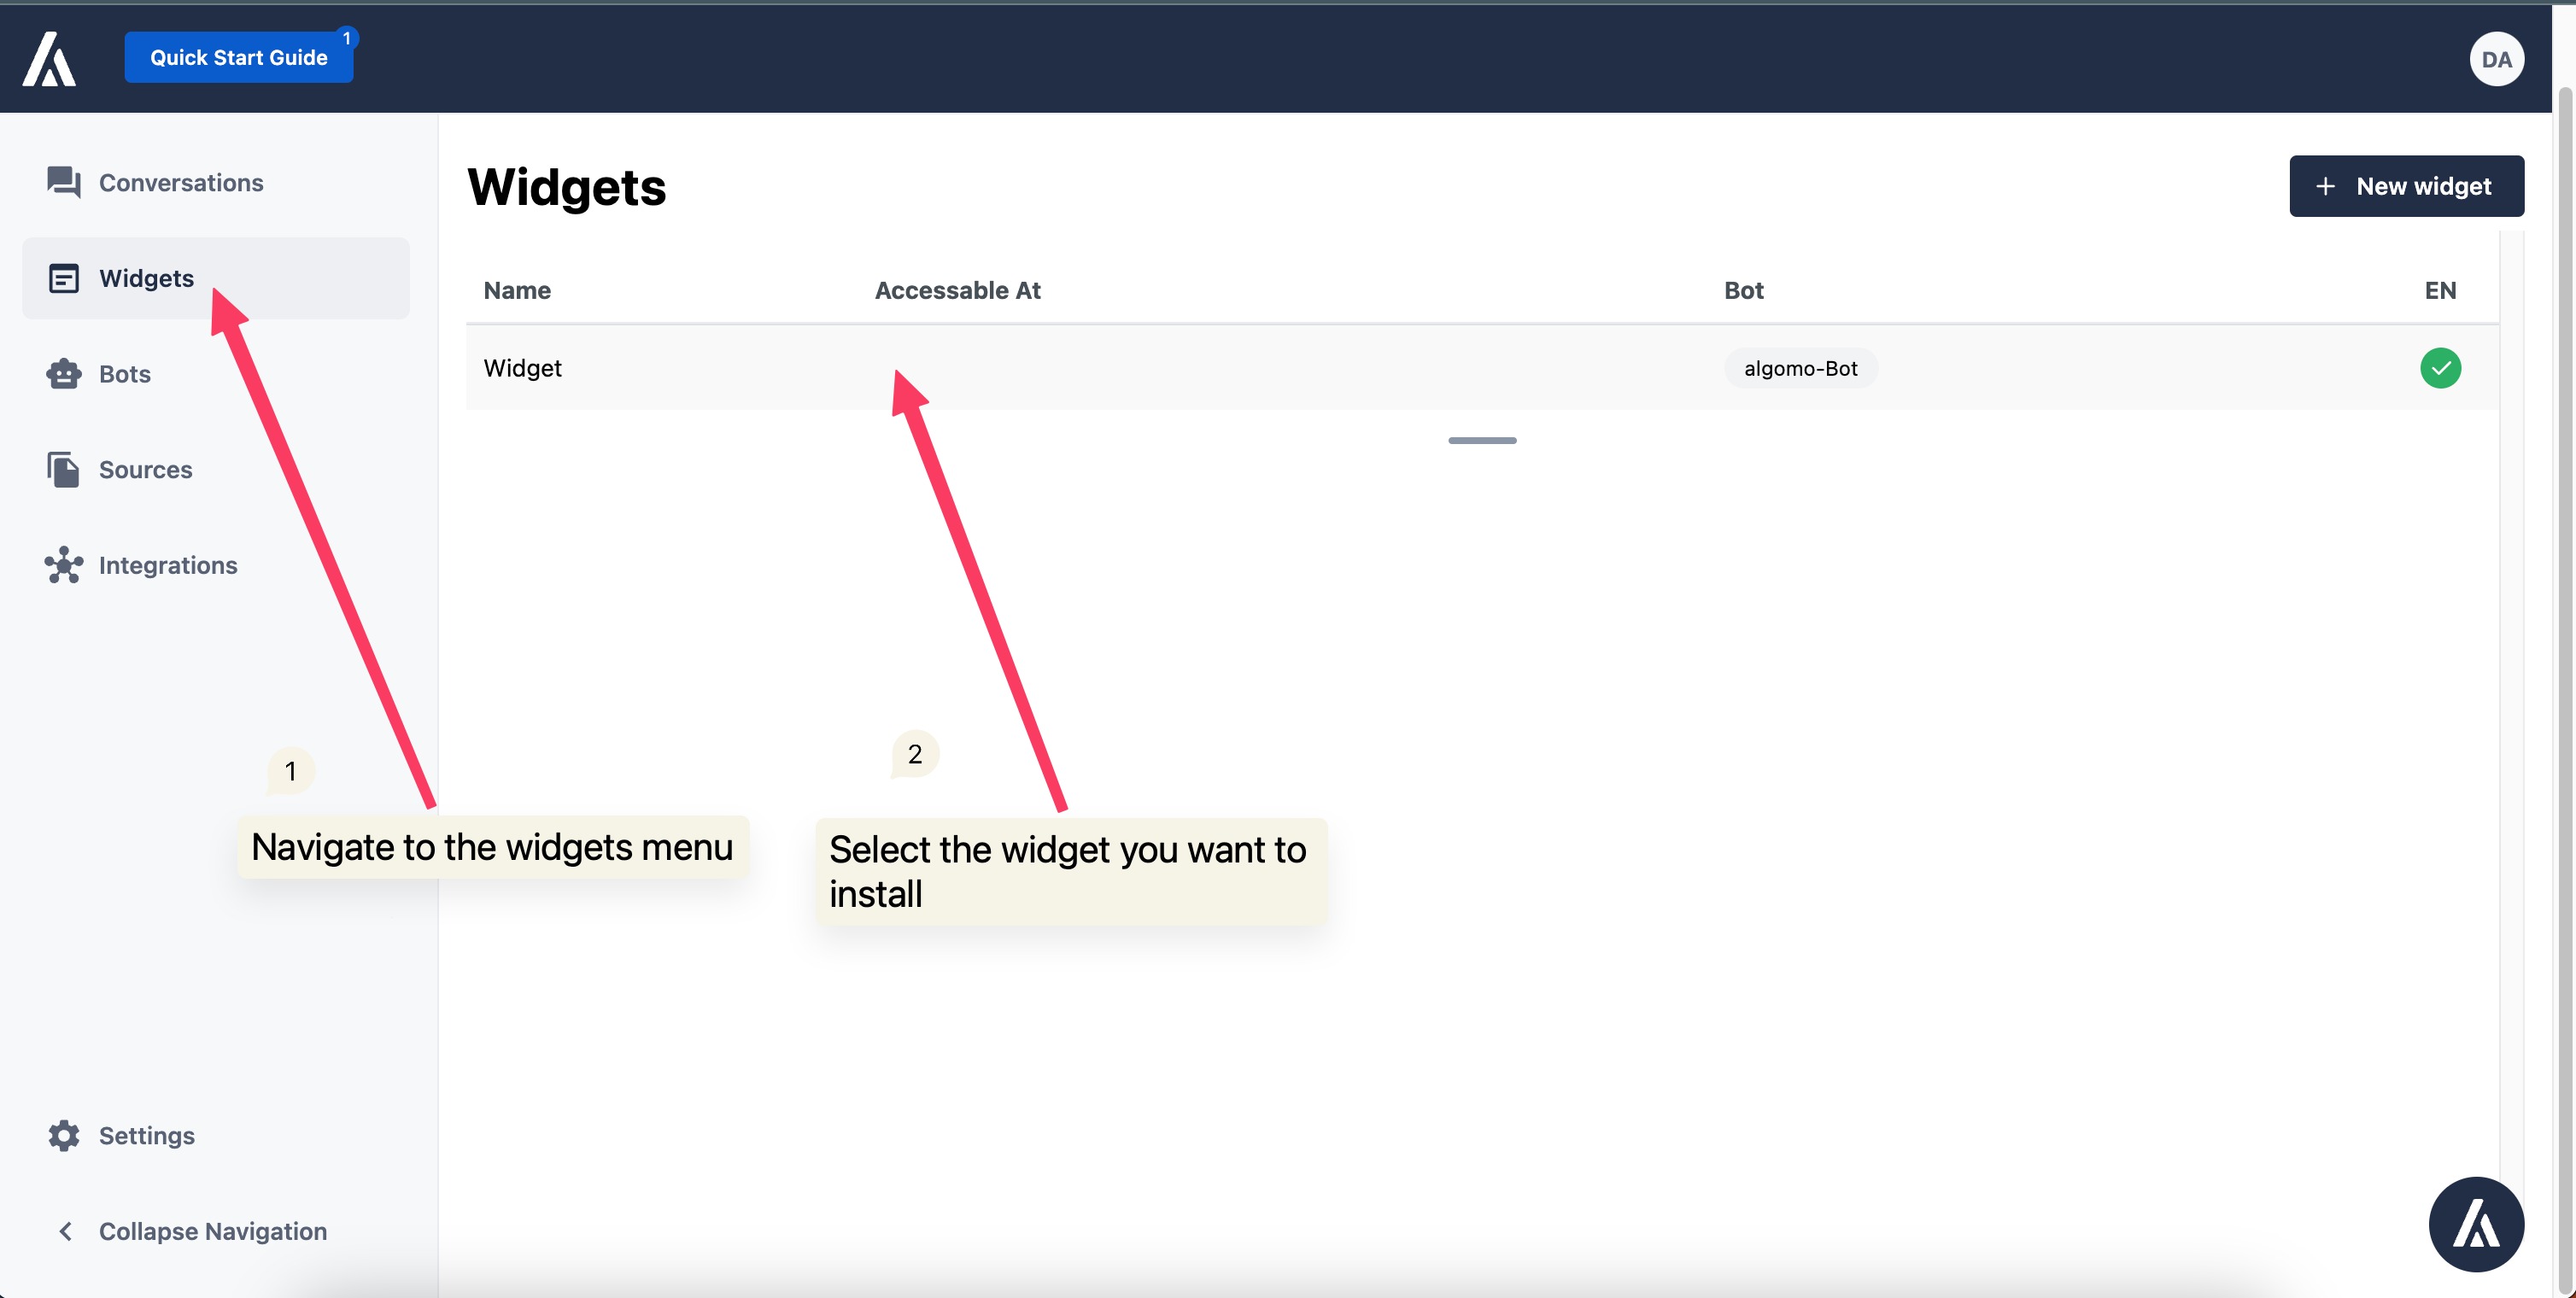 Quick Start Guide
1
DA
Conversations
Widgets
Bots
Sources
Integrations
Settings
Collapse Navigation
Widgets
+ New widget
Name Accessable At Bot EN
Widget algomo-Bot
1
Navigate to the widgets menu
2
Select the widget you want to
install